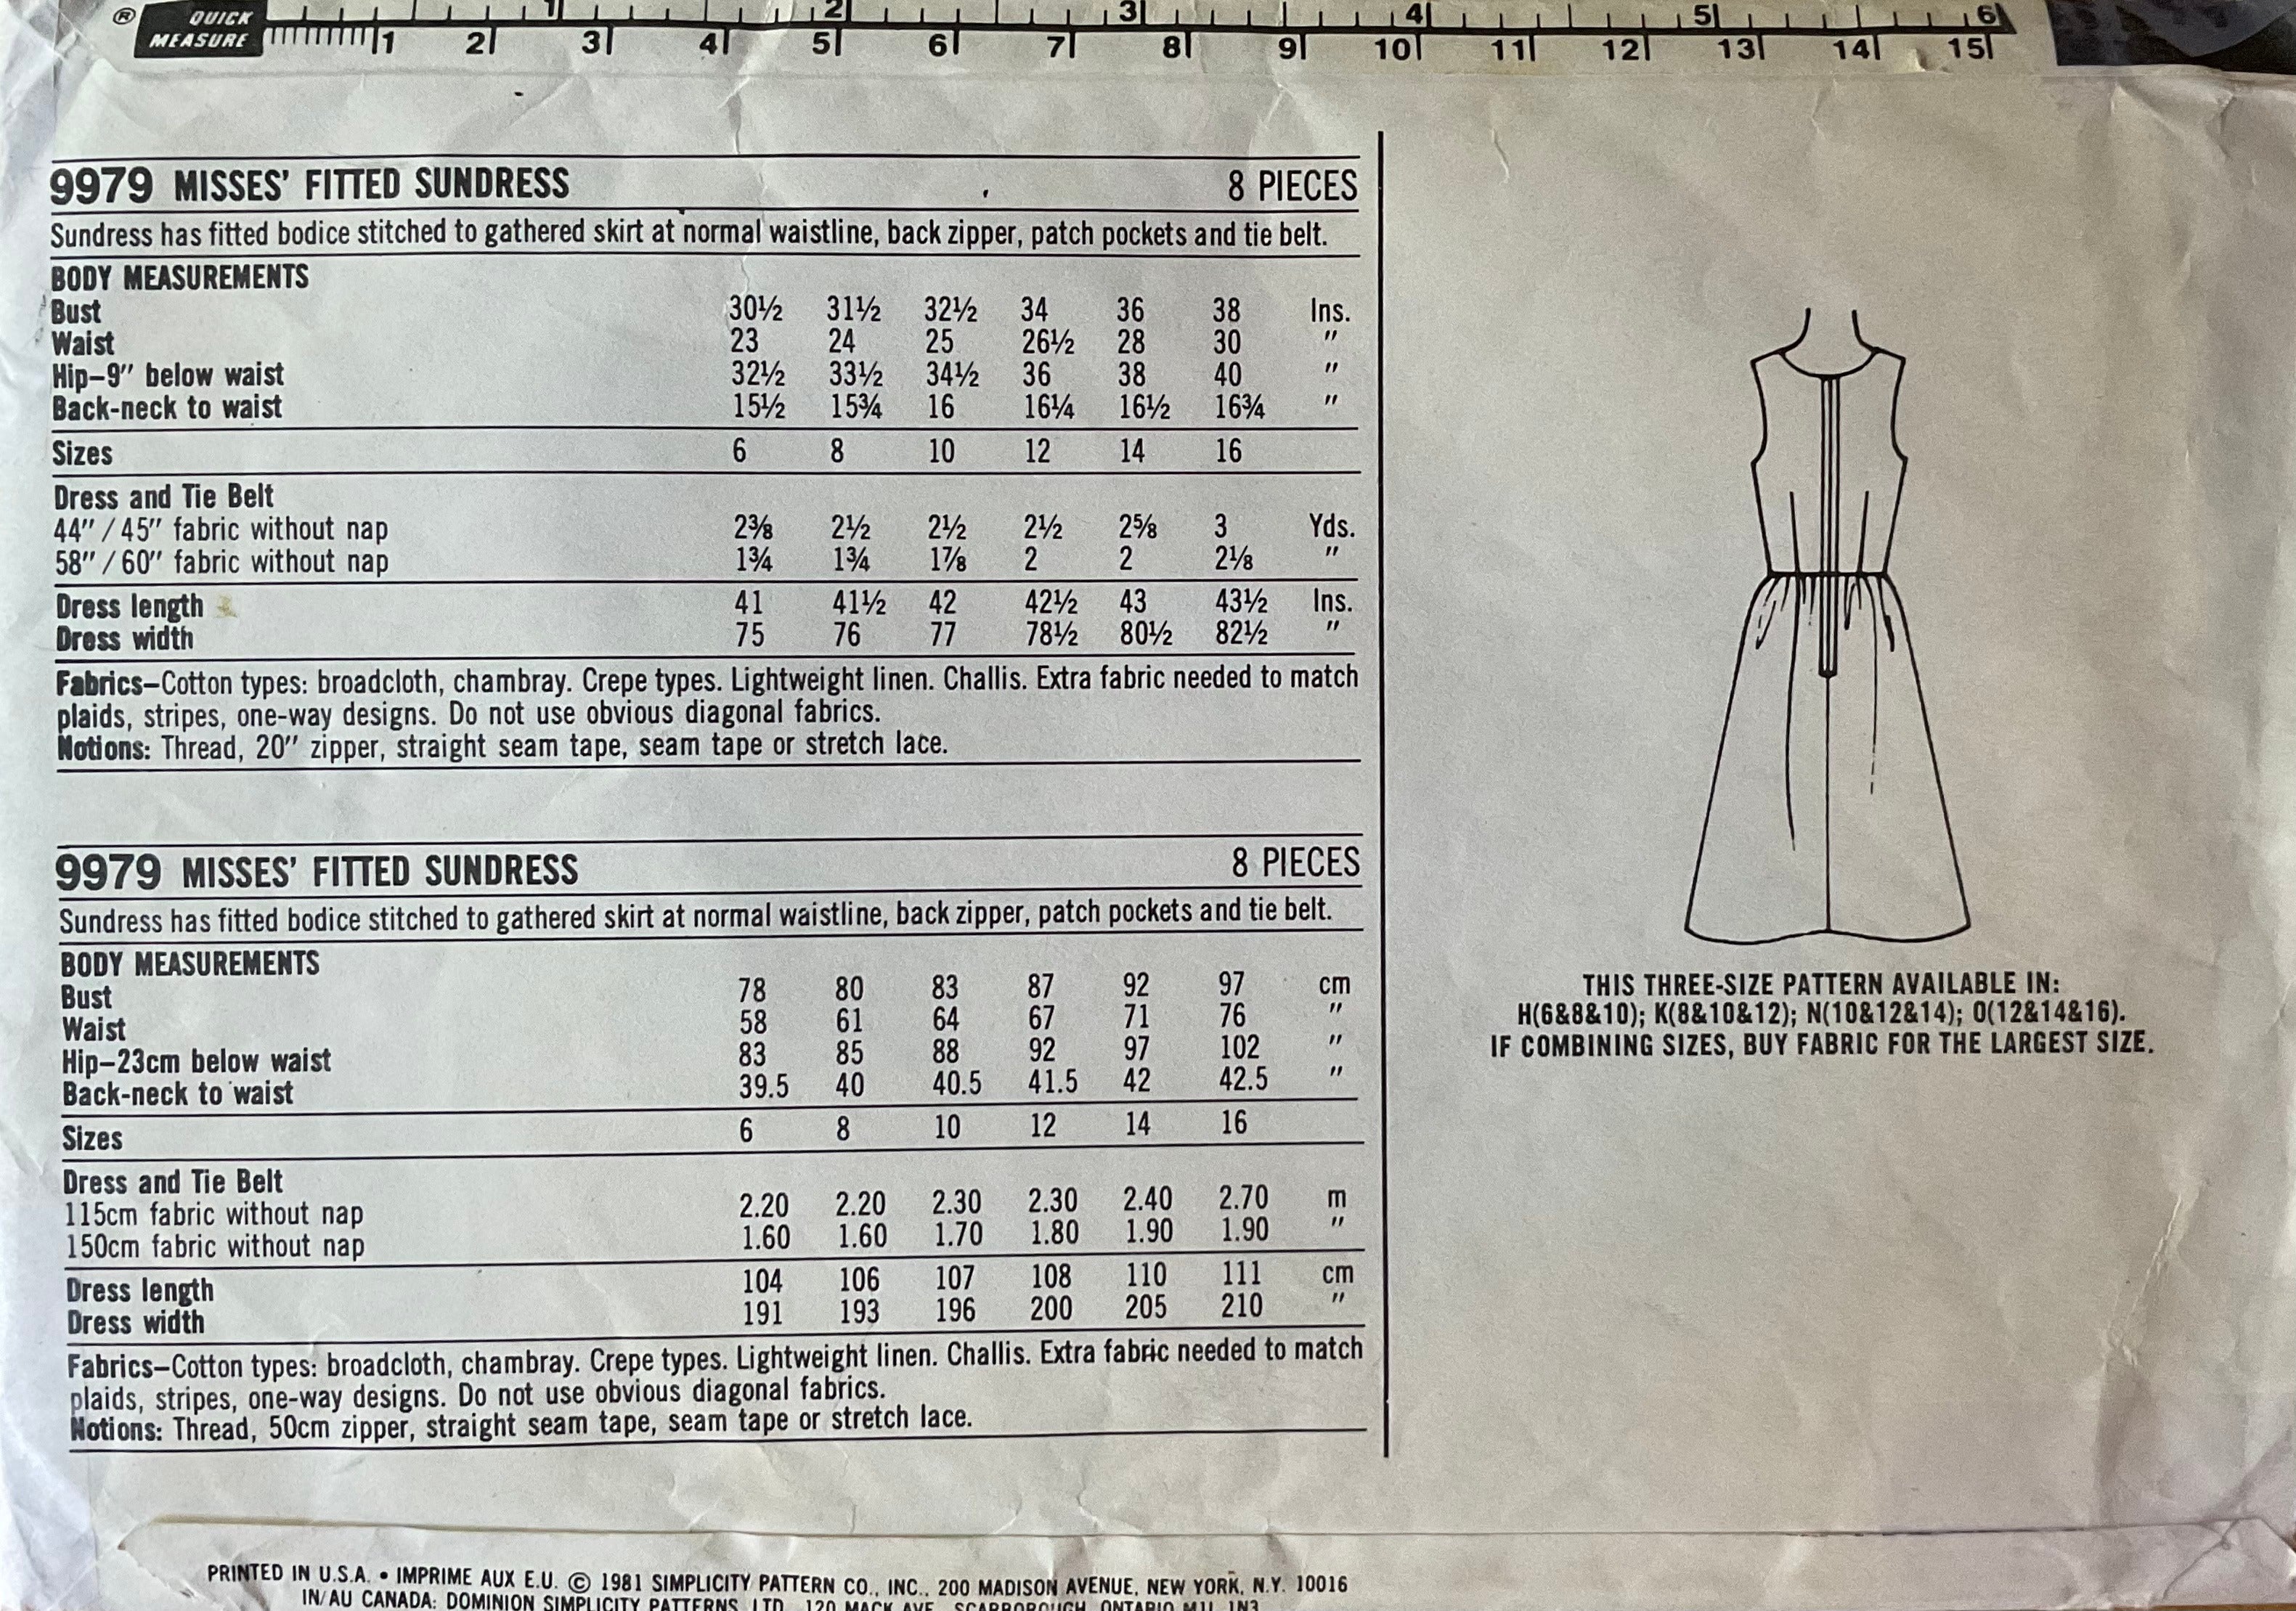 ® QUICK MEASURE
1 2 3 4 5 6
1 2 3 4 5 6 7 8 9 10 11 12 13 14 15
9979 MISSES' FITTED SUNDRESS 8 PIECES
Sundress has fitted bodice stitched to gathered skirt at normal waistline, back zipper, patch pockets and tie belt.
BODY MEASUREMENTS
Bust 30½ 31½ 32½ 34 36 38 Ins.
Waist 23 24 25 26½ 28 30 "
Hip–9" below waist 32½ 33½ 34½ 36 38 40 "
Back-neck to waist 15½ 15¾ 16 16¼ 16½ 16¾ "
Sizes 6 8 10 12 14 16
Dress and Tie Belt
44"/45" fabric without nap 2⅜ 2½ 2½ 2½ 2⅝ 3 Yds.
58"/60" fabric without nap 1¾ 1¾ 1⅞ 2 2 2⅛ "
Dress length 41 41½ 42 42½ 43 43½ Ins.
Dress width 75 76 77 78½ 80½ 82½ "
Fabrics–Cotton types: broadcloth, chambray. Crepe types. Lightweight linen. Challis. Extra fabric needed to match
plaids, stripes, one-way designs. Do not use obvious diagonal fabrics.
Notions: Thread, 20" zipper, straight seam tape, seam tape or stretch lace.
9979 MISSES' FITTED SUNDRESS 8 PIECES
Sundress has fitted bodice stitched to gathered skirt at normal waistline, back zipper, patch pockets and tie belt.
BODY MEASUREMENTS
Bust 78 80 83 87 92 97 cm
Waist 58 61 64 67 71 76 "
Hip–23cm below waist 83 85 88 92 97 102 "
Back-neck to waist 39.5 40 40.5 41.5 42 42.5 "
Sizes 6 8 10 12 14 16
Dress and Tie Belt
115cm fabric without nap 2.20 2.20 2.30 2.30 2.40 2.70 m
150cm fabric without nap 1.60 1.60 1.70 1.80 1.90 1.90 "
Dress length 104 106 107 108 110 111 cm
Dress width 191 193 196 200 205 210 "
Fabrics–Cotton types: broadcloth, chambray. Crepe types. Lightweight linen. Challis. Extra fabric needed to match
plaids, stripes, one-way designs. Do not use obvious diagonal fabrics.
Notions: Thread, 50cm zipper, straight seam tape, seam tape or stretch lace.
THIS THREE-SIZE PATTERN AVAILABLE IN:
H(6&8&10); K(8&10&12); N(10&12&14); O(12&14&16).
IF COMBINING SIZES, BUY FABRIC FOR THE LARGEST SIZE.
PRINTED IN U.S.A. • IMPRIME AUX E.U. © 1981 SIMPLICITY PATTERN CO., INC., 200 MADISON AVENUE, NEW YORK, N.Y. 10016
IN/AU CANADA: DOMINION SIMPLICITY PATTERNS LTD., 120 MACK AVE., SCARBOROUGH, ONTARIO M1L 1N3